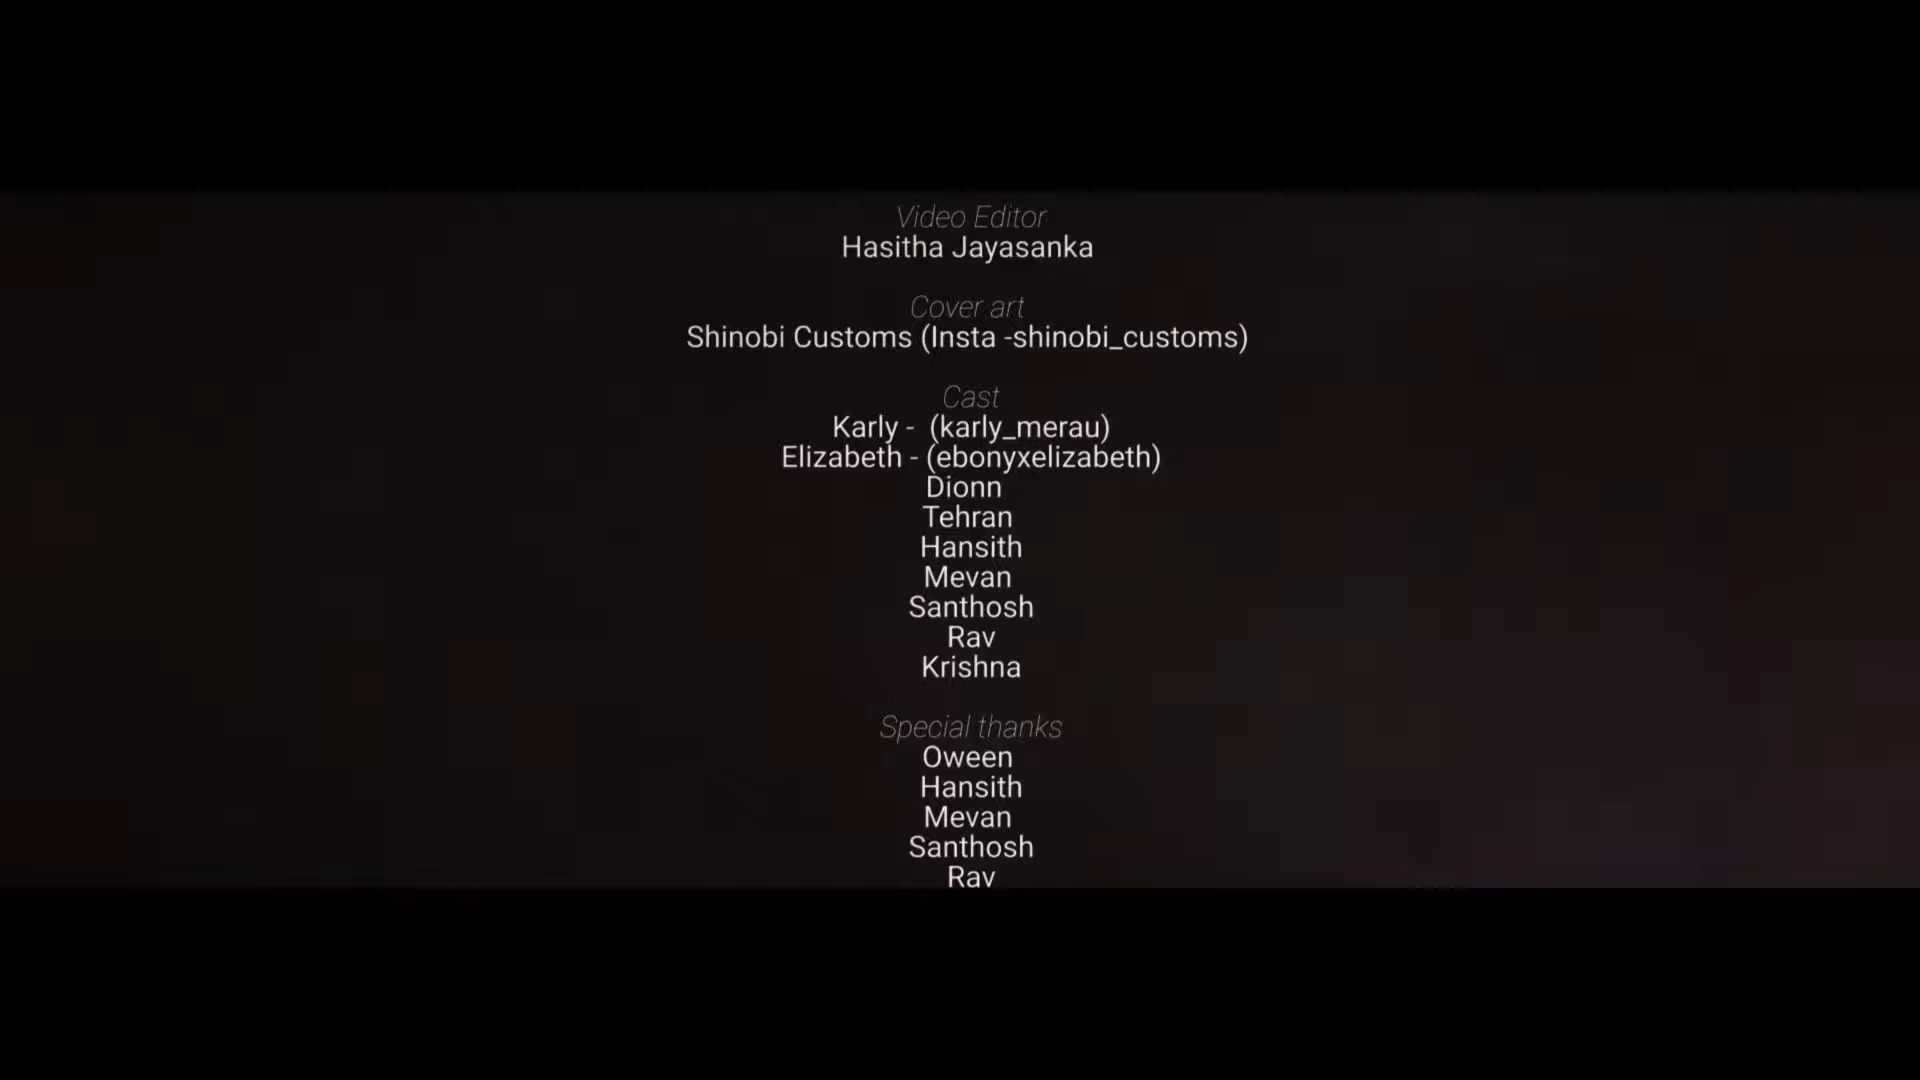 Video Editor
Hasitha Jayasanka
Cover art
Shinobi Customs (Insta -shinobi_customs)
Cast
Karly -  (karly_merau)
Elizabeth - (ebonyxelizabeth)
Dionn
Tehran
Hansith
Mevan
Santhosh
Rav
Krishna
Special thanks
Oween
Hansith
Mevan
Santhosh
Rav